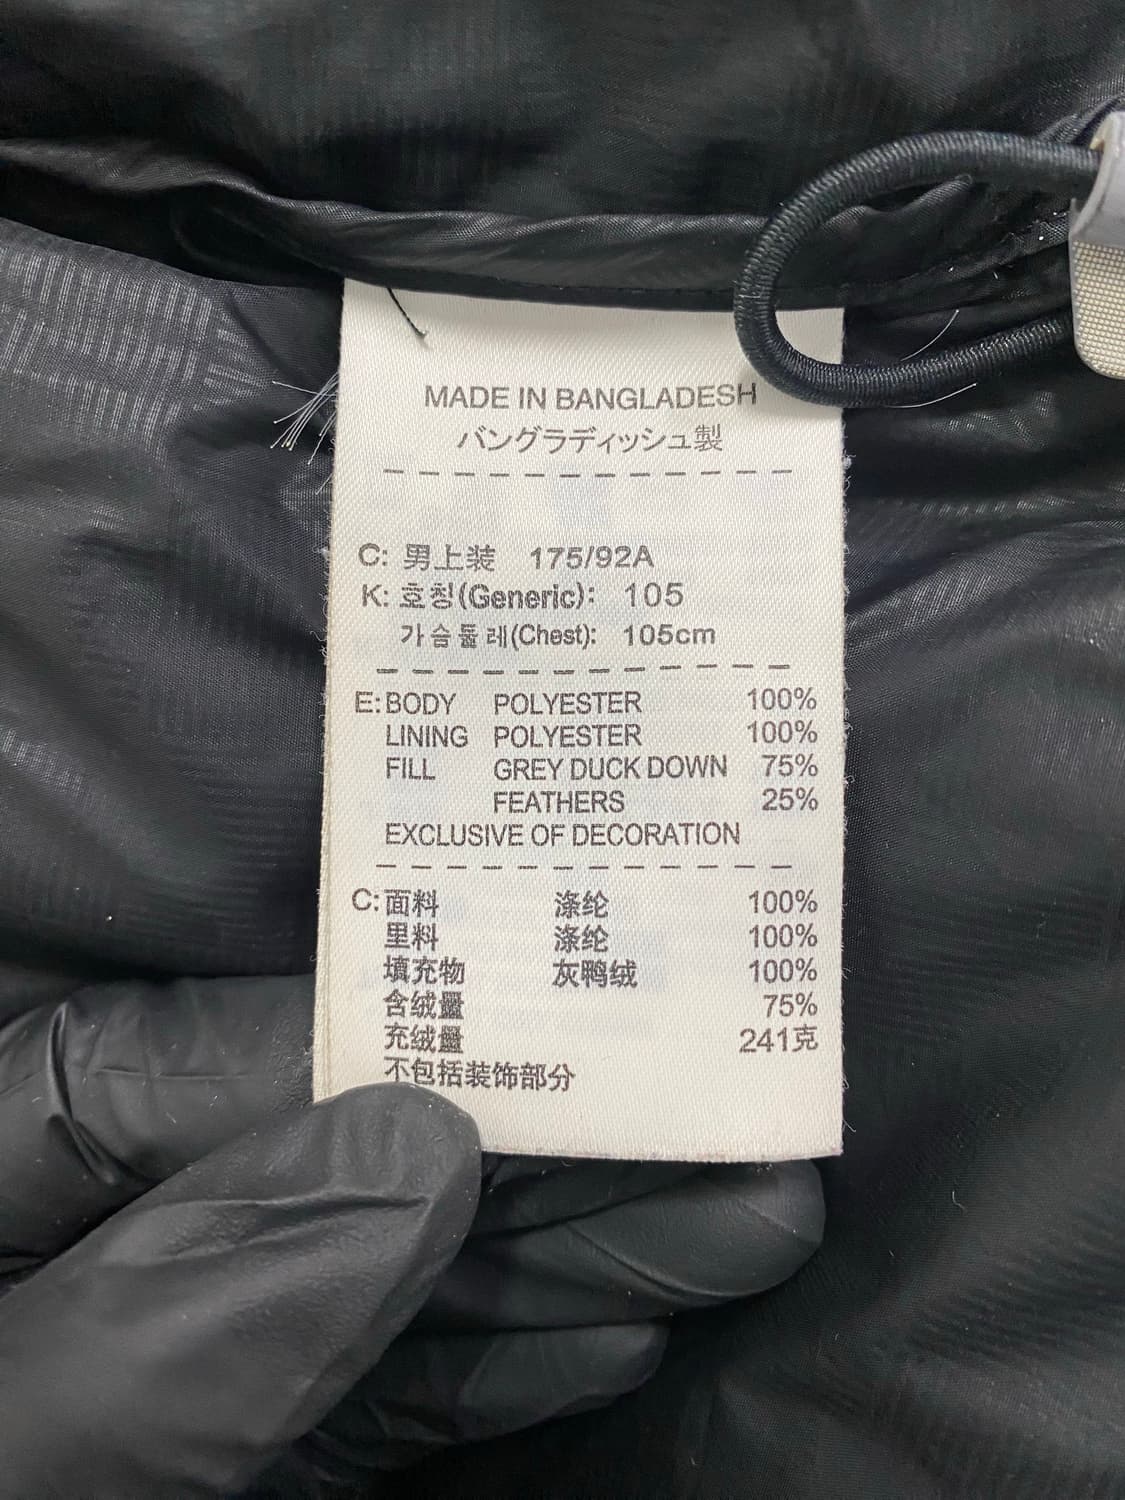 MADE IN BANGLADESH
バングラディッシュ製
C: 男上装 175/92A
K: 호칭(Generic): 105
가슴둘레(Chest): 105cm
E: BODY POLYESTER 100%
LINING POLYESTER 100%
FILL GREY DUCK DOWN 75%
FEATHERS 25%
EXCLUSIVE OF DECORATION
C: 面料 涤纶 100%
里料 涤纶 100%
填充物 灰鸭绒 100%
含绒量 75%
充绒量 241克
不包括装饰部分